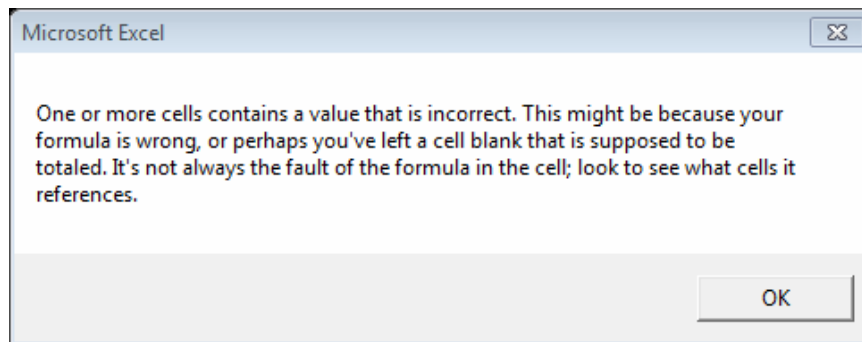 Microsoft Excel
One or more cells contains a value that is incorrect. This might be because your
formula is wrong, or perhaps you've left a cell blank that is supposed to be
totaled. It's not always the fault of the formula in the cell; look to see what cells it
references.
OK